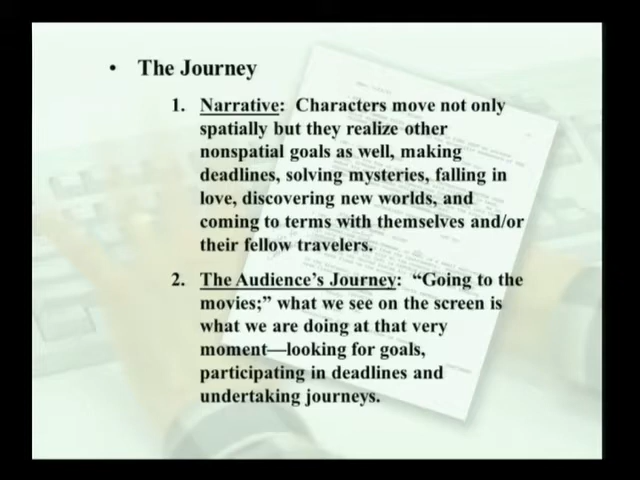 • The Journey
1. Narrative: Characters move not only
spatially but they realize other
nonspatial goals as well, making
deadlines, solving mysteries, falling in
love, discovering new worlds, and
coming to terms with themselves and/or
their fellow travelers.
2. The Audience's Journey: “Going to the
movies;” what we see on the screen is
what we are doing at that very
moment—looking for goals,
participating in deadlines and
undertaking journeys.